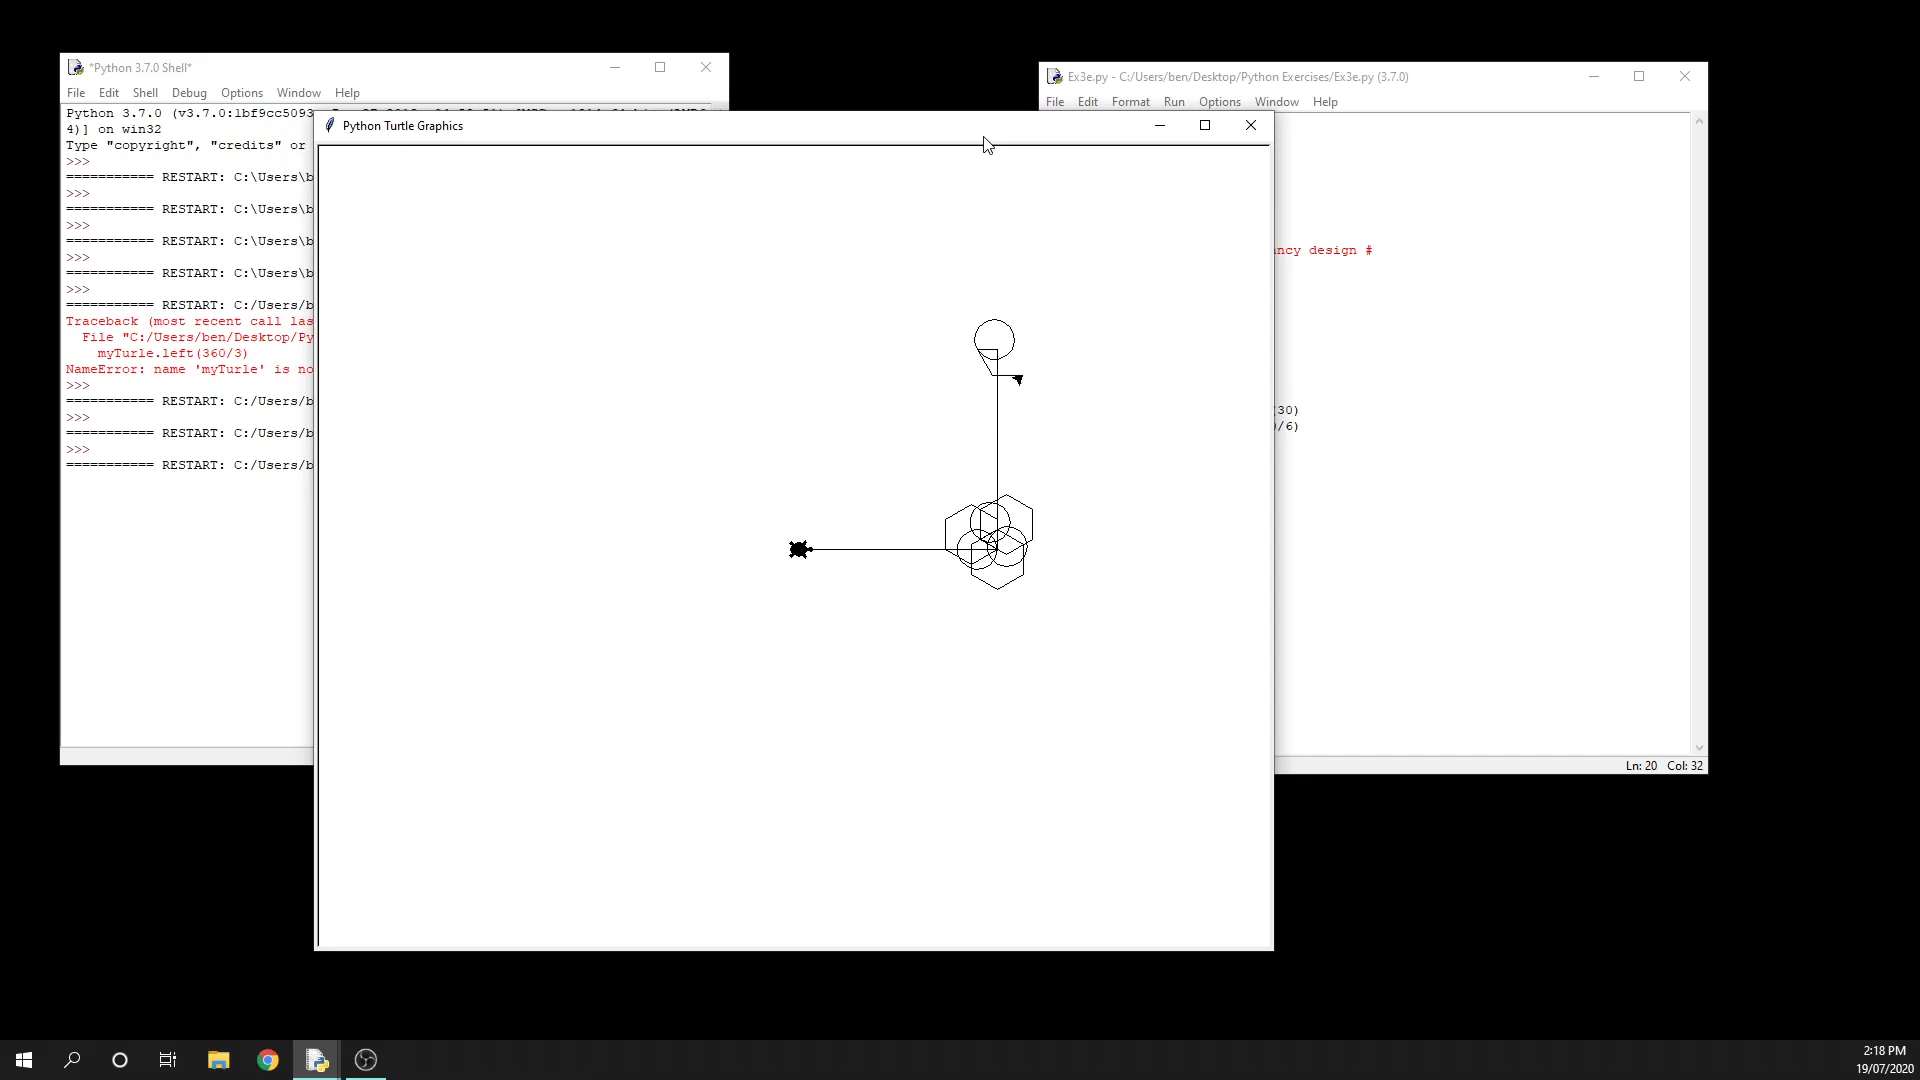 *Python 3.7.0 Shell*
File Edit Shell Debug Options Window Help
Python 3.7.0 (v3.7.0:1bf9cc5093
4)] on win32
Type "copyright", "credits" or
>>>
=========== RESTART: C:\Users\b
>>>
=========== RESTART: C:\Users\b
>>>
=========== RESTART: C:\Users\b
>>>
=========== RESTART: C:\Users\b
>>>
=========== RESTART: C:/Users/b
Traceback (most recent call las
File "C:/Users/ben/Desktop/Py
myTurle.left(360/3)
NameError: name 'myTurle' is no
>>>
=========== RESTART: C:/Users/b
>>>
=========== RESTART: C:/Users/b
>>>
=========== RESTART: C:/Users/b
Python Turtle Graphics
Ex3e.py - C:/Users/ben/Desktop/Python Exercises/Ex3e.py (3.7.0)
File Edit Format Run Options Window Help
ancy design #
(30)
/6)
Ln: 20 Col: 32
2:18 PM
19/07/2020